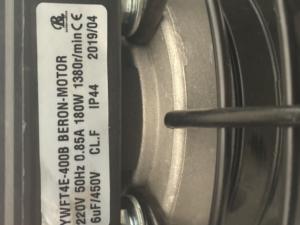 YWFT4E-400B BERON-MOTOR
220V 50Hz 0.85A 180W 1380r/min CE
6uF/450V CL.F IP44 2019/04